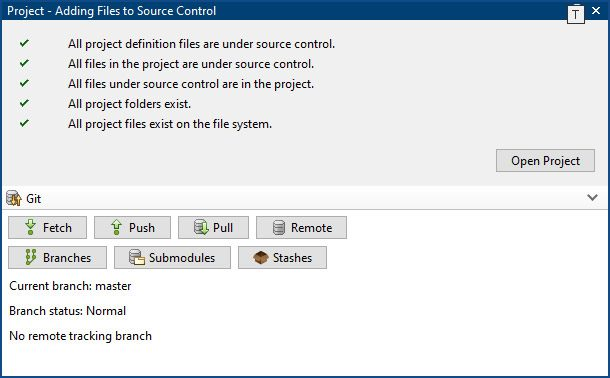 Project - Adding Files to Source Control
T
All project definition files are under source control.
All files in the project are under source control.
All files under source control are in the project.
All project folders exist.
All project files exist on the file system.
Open Project
Git
Fetch Push Pull Remote
Branches Submodules Stashes
Current branch: master
Branch status: Normal
No remote tracking branch